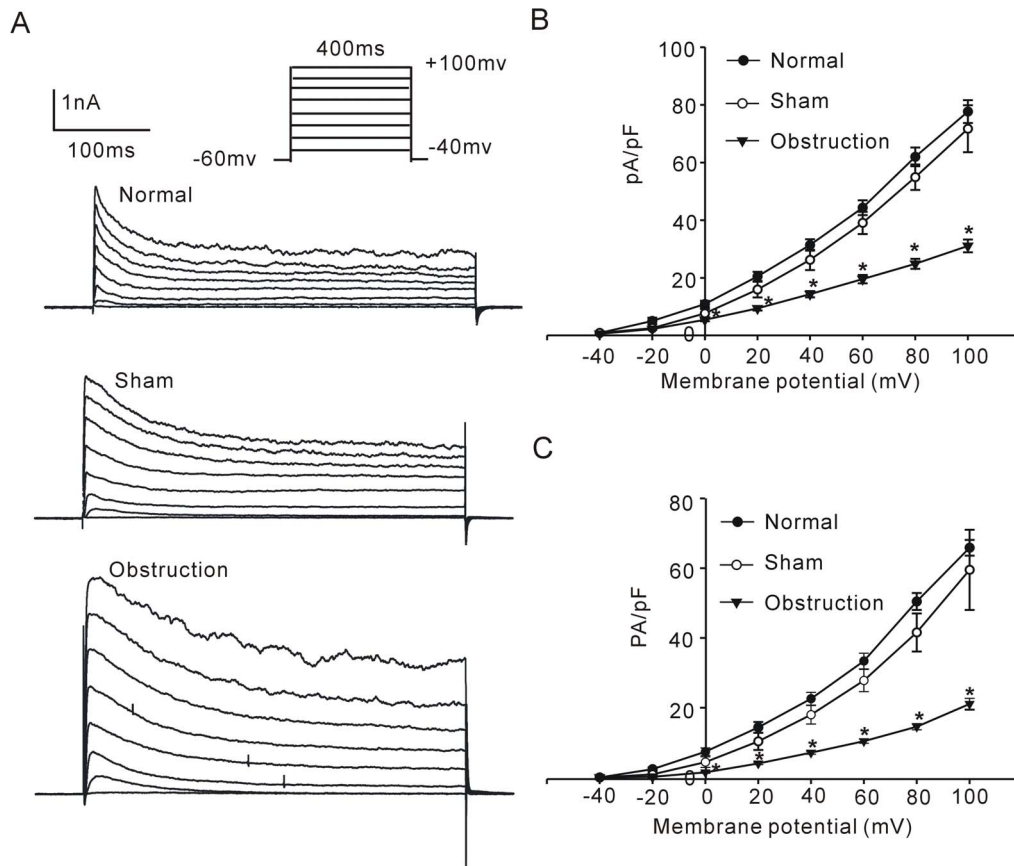 A
400ms
+100mv
1nA
100ms
-60mv
-40mv
Normal
Sham
Obstruction
B
100
80
60
40
20
0
pA/pF
Normal
Sham
Obstruction
*
*
*
*
*
*
-40 -20 0 20 40 60 80 100
Membrane potential (mV)
C
80
60
40
20
0
PA/pF
Normal
Sham
Obstruction
*
*
*
*
*
*
-40 -20 0 20 40 60 80 100
Membrane potential (mV)